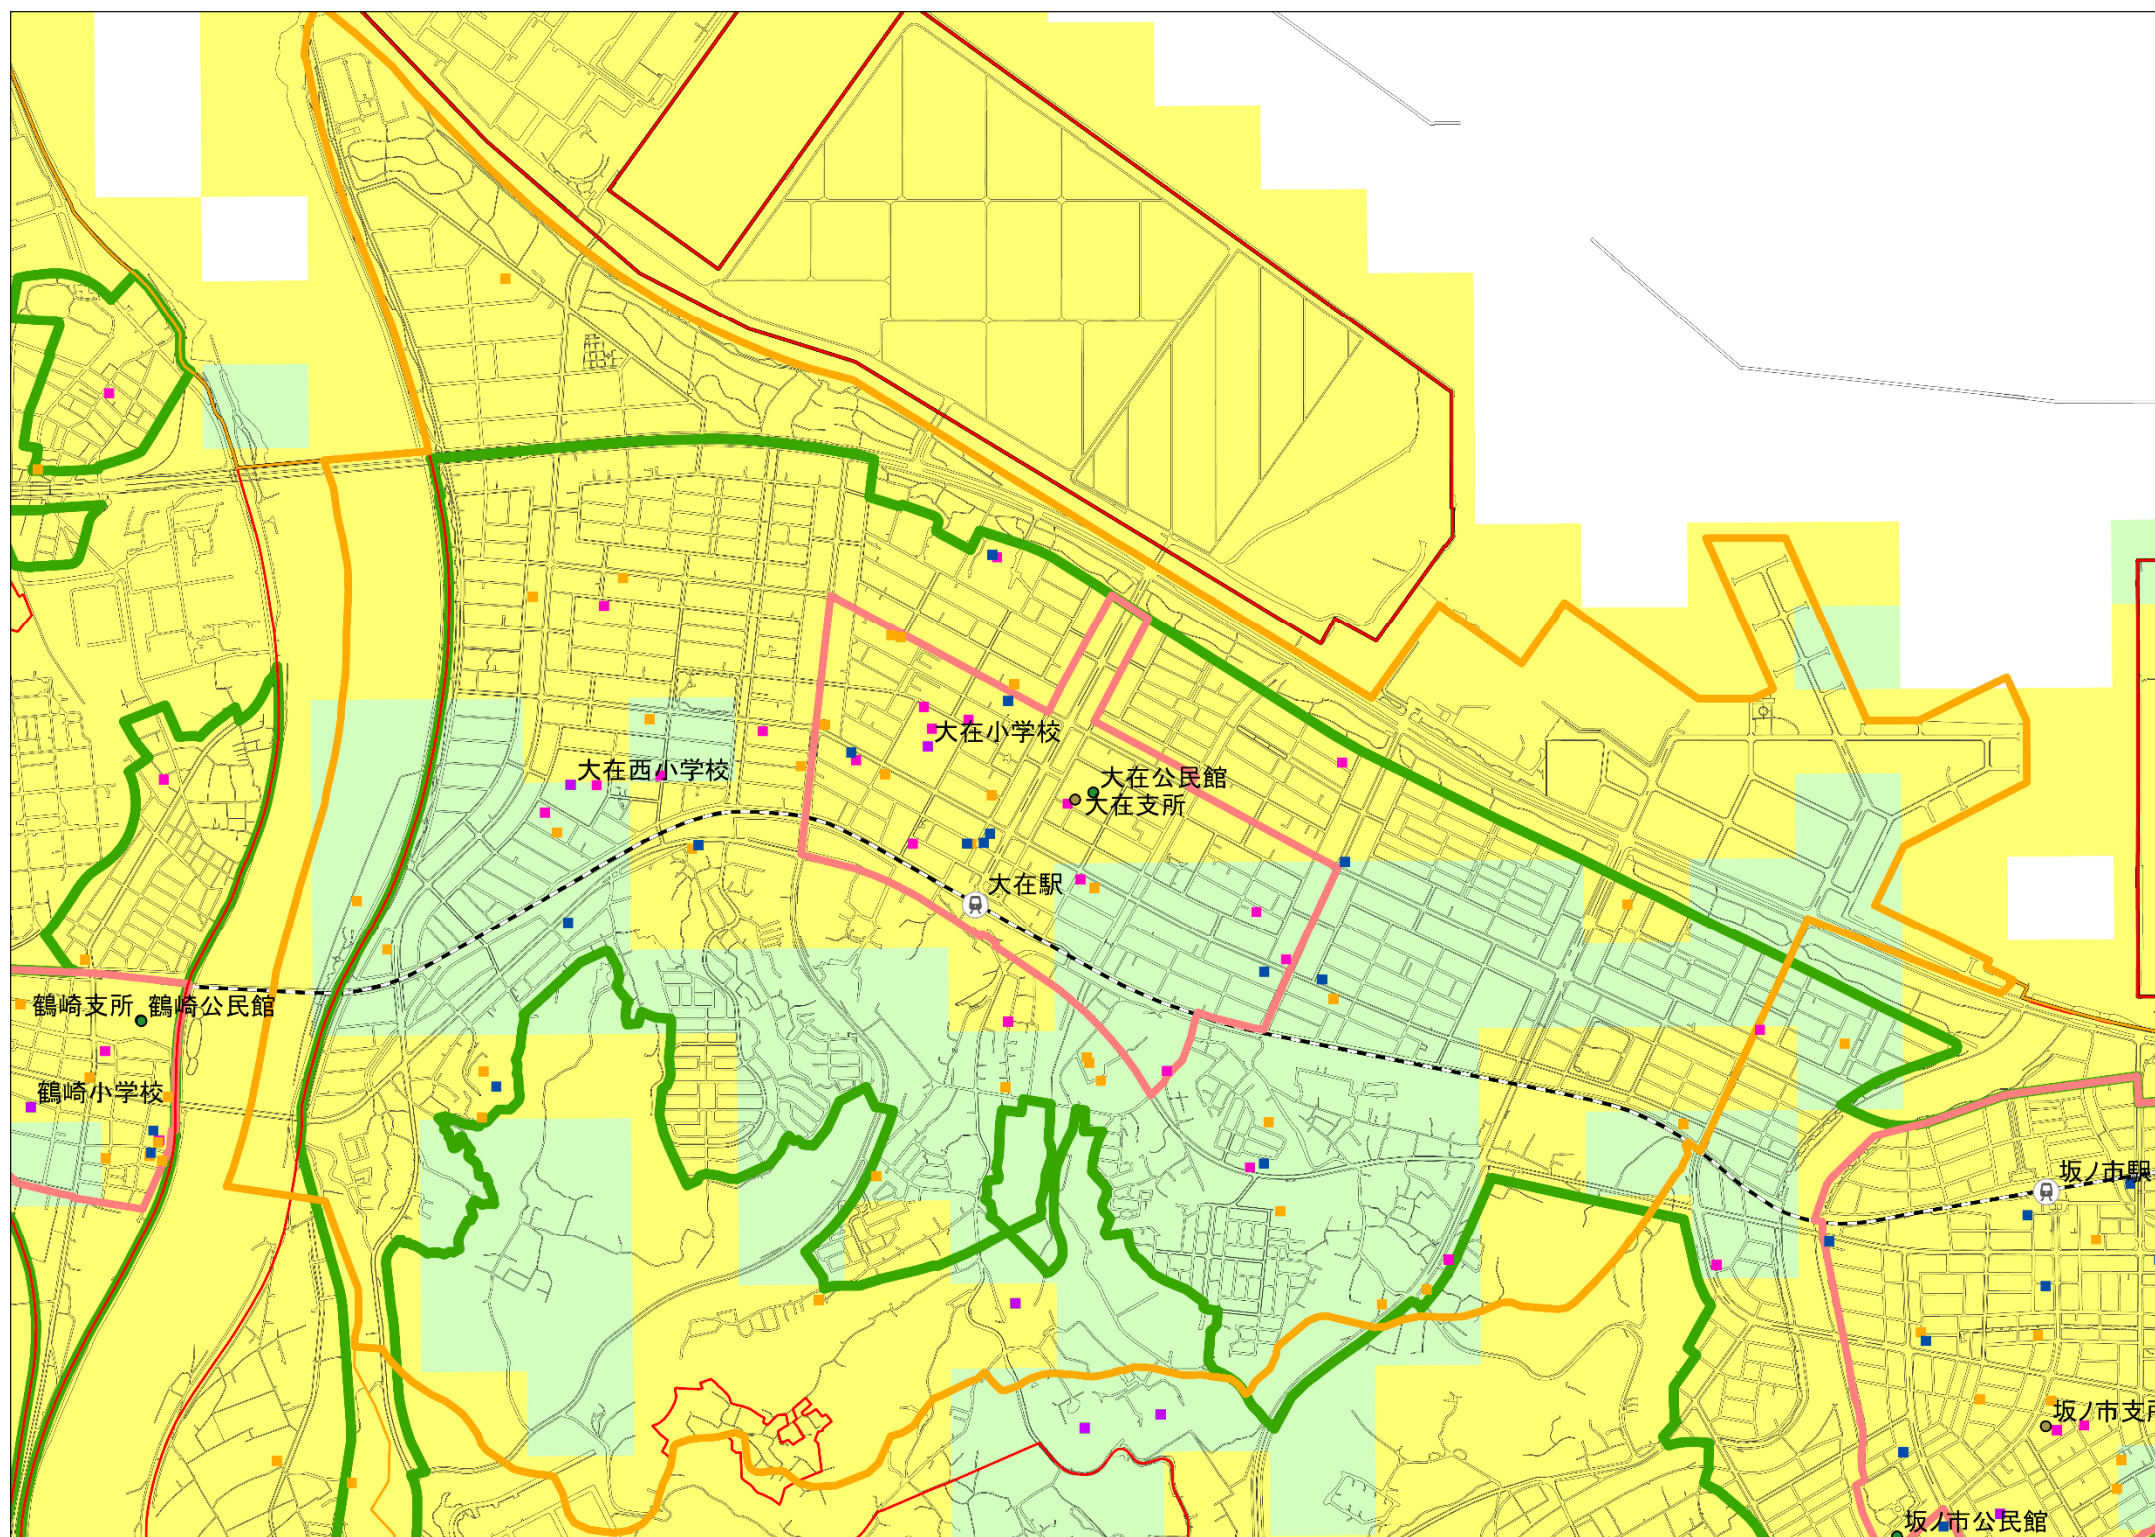 大在小学校
大在西小学校
大在公民館
大在支所
大在駅
鶴崎支所
鶴崎公民館
鶴崎小学校
坂ノ市駅
坂ノ市支所
坂ノ市公民館